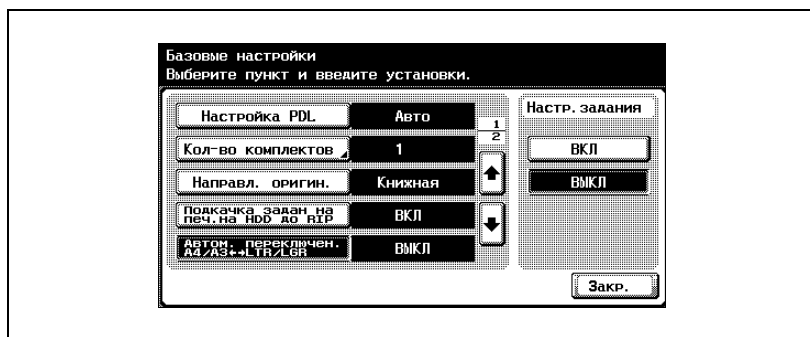 Базовые настройки
Выберите пункт и введите установки.
Настройка PDL
Авто
1
2
Кол-во комплектов
1
Направл. оригин.
Книжная
Подкачка задан на
печ.на HDD до RIP
ВКЛ
Автом. переключен.
A4/A3↔LTR/LGR
ВЫКЛ
Настр.задания
ВКЛ
ВЫКЛ
Закр.